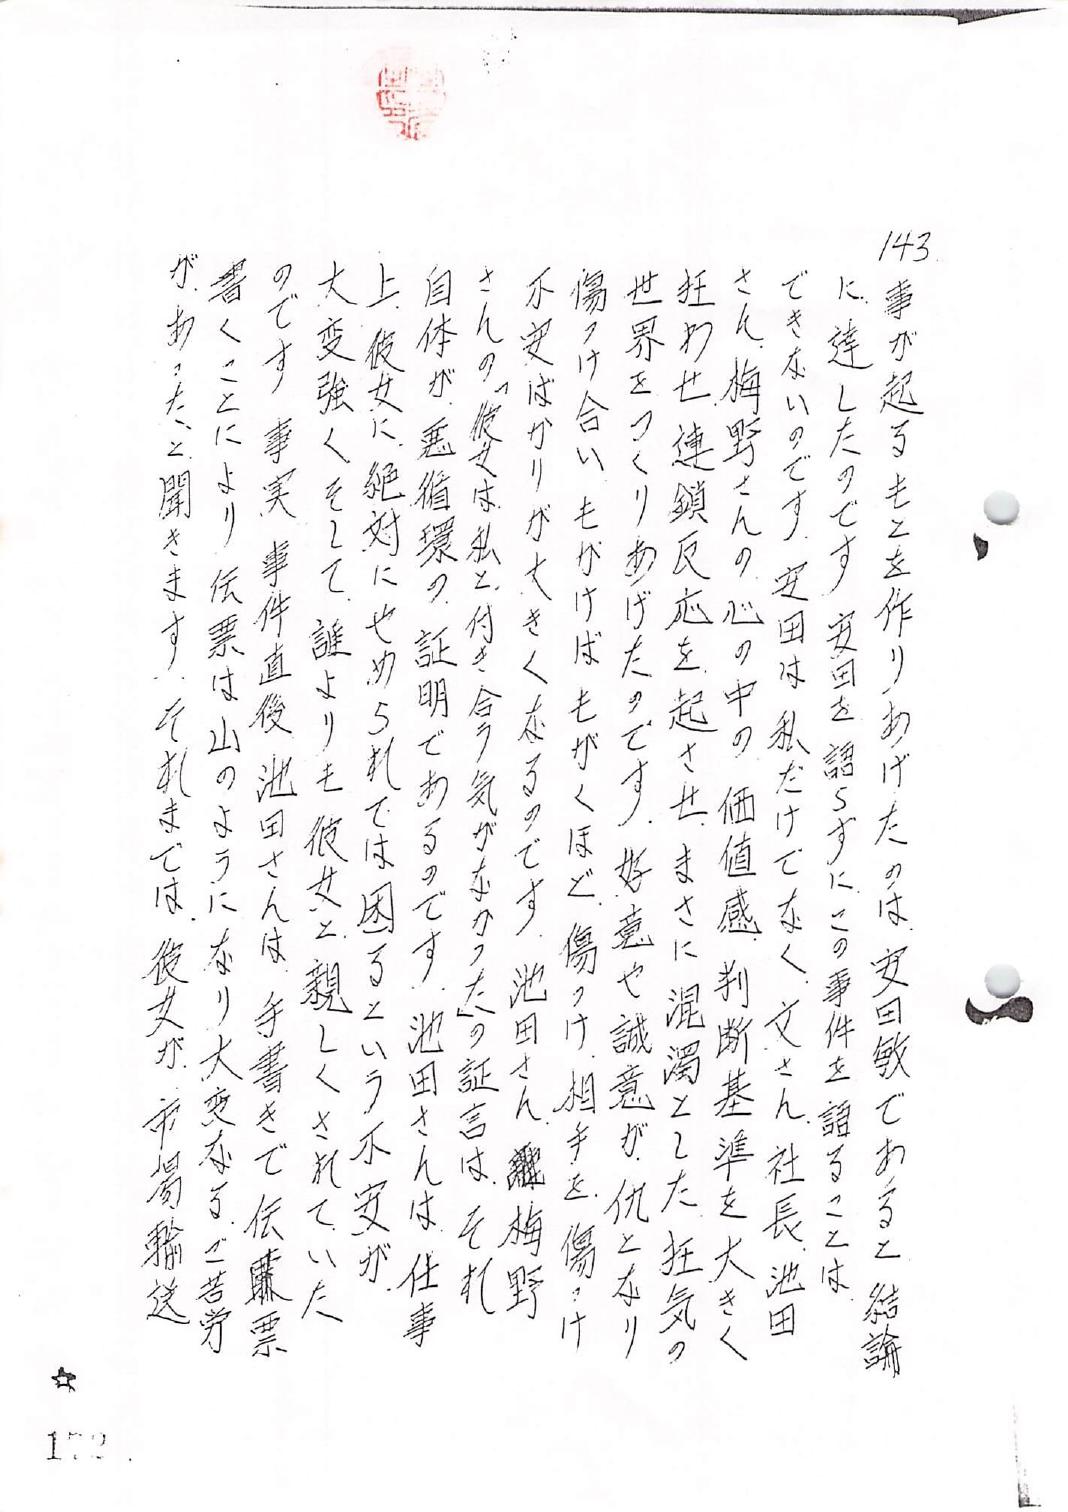 143
事が起るもとを作りあげたのは、安田敏であると、結論
に、達したのです。安田を語らずに、この事件を語ることは
できないのです。安田は私だけでなく、文さん、社長、池田
さん、梅野さんの、心の中の、価値感、判断基準を大きく
狂わせ、連鎖反応を、起させ、まさに混濁とした狂気の
世界をつくりあげたのです。好意や誠意が、仇となり
傷つけ合い、もがけばもがくほど、傷つけ、相手を、傷つけ
不安ばかりが大きくなるのです。池田さん、梅野
さんの「彼女は私と、付き合う気がなかった」の証言は、それ
自体が、悪循環の、証明であるのです。池田さんは、仕事
上、彼女に、絶対にせめられては困るという不安が、
大変強く、そして、誰よりも彼女と、親しくされていた
のです。事実、事件直後、池田さんは、手書きで伝票
書くことにより、伝票は山のようになり大変なる、ご苦労
が、あった、と聞きます。それまでは、彼女が、市場輸送
☆